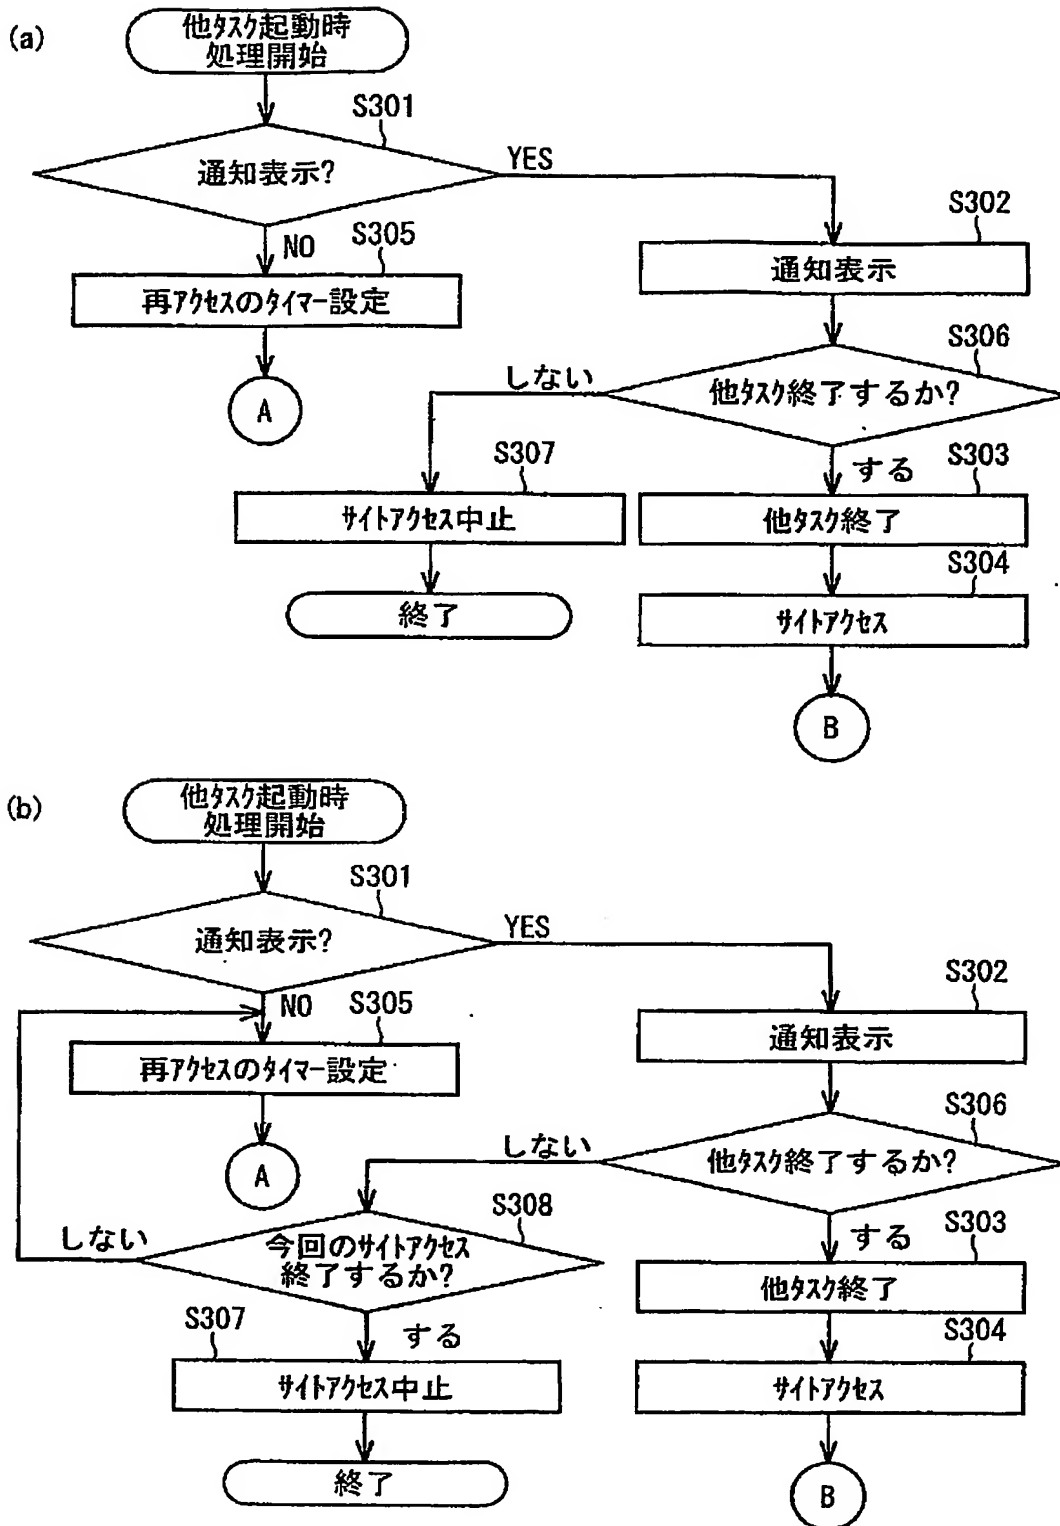 (a)
他ﾀｽｸ起動時
処理開始
S301
通知表示?
YES
NO
S305
再ｱｸｾｽのﾀｲﾏｰ設定
A
S302
通知表示
S306
他ﾀｽｸ終了するか?
しない
する
S307
ｻｲﾄｱｸｾｽ中止
終了
S303
他ﾀｽｸ終了
S304
ｻｲﾄｱｸｾｽ
B
(b)
他ﾀｽｸ起動時
処理開始
S301
通知表示?
YES
NO
S305
再ｱｸｾｽのﾀｲﾏｰ設定
A
S302
通知表示
S306
他ﾀｽｸ終了するか?
しない
する
S308
今回のｻｲﾄｱｸｾｽ
終了するか?
しない
する
S307
ｻｲﾄｱｸｾｽ中止
終了
S303
他ﾀｽｸ終了
S304
ｻｲﾄｱｸｾｽ
B